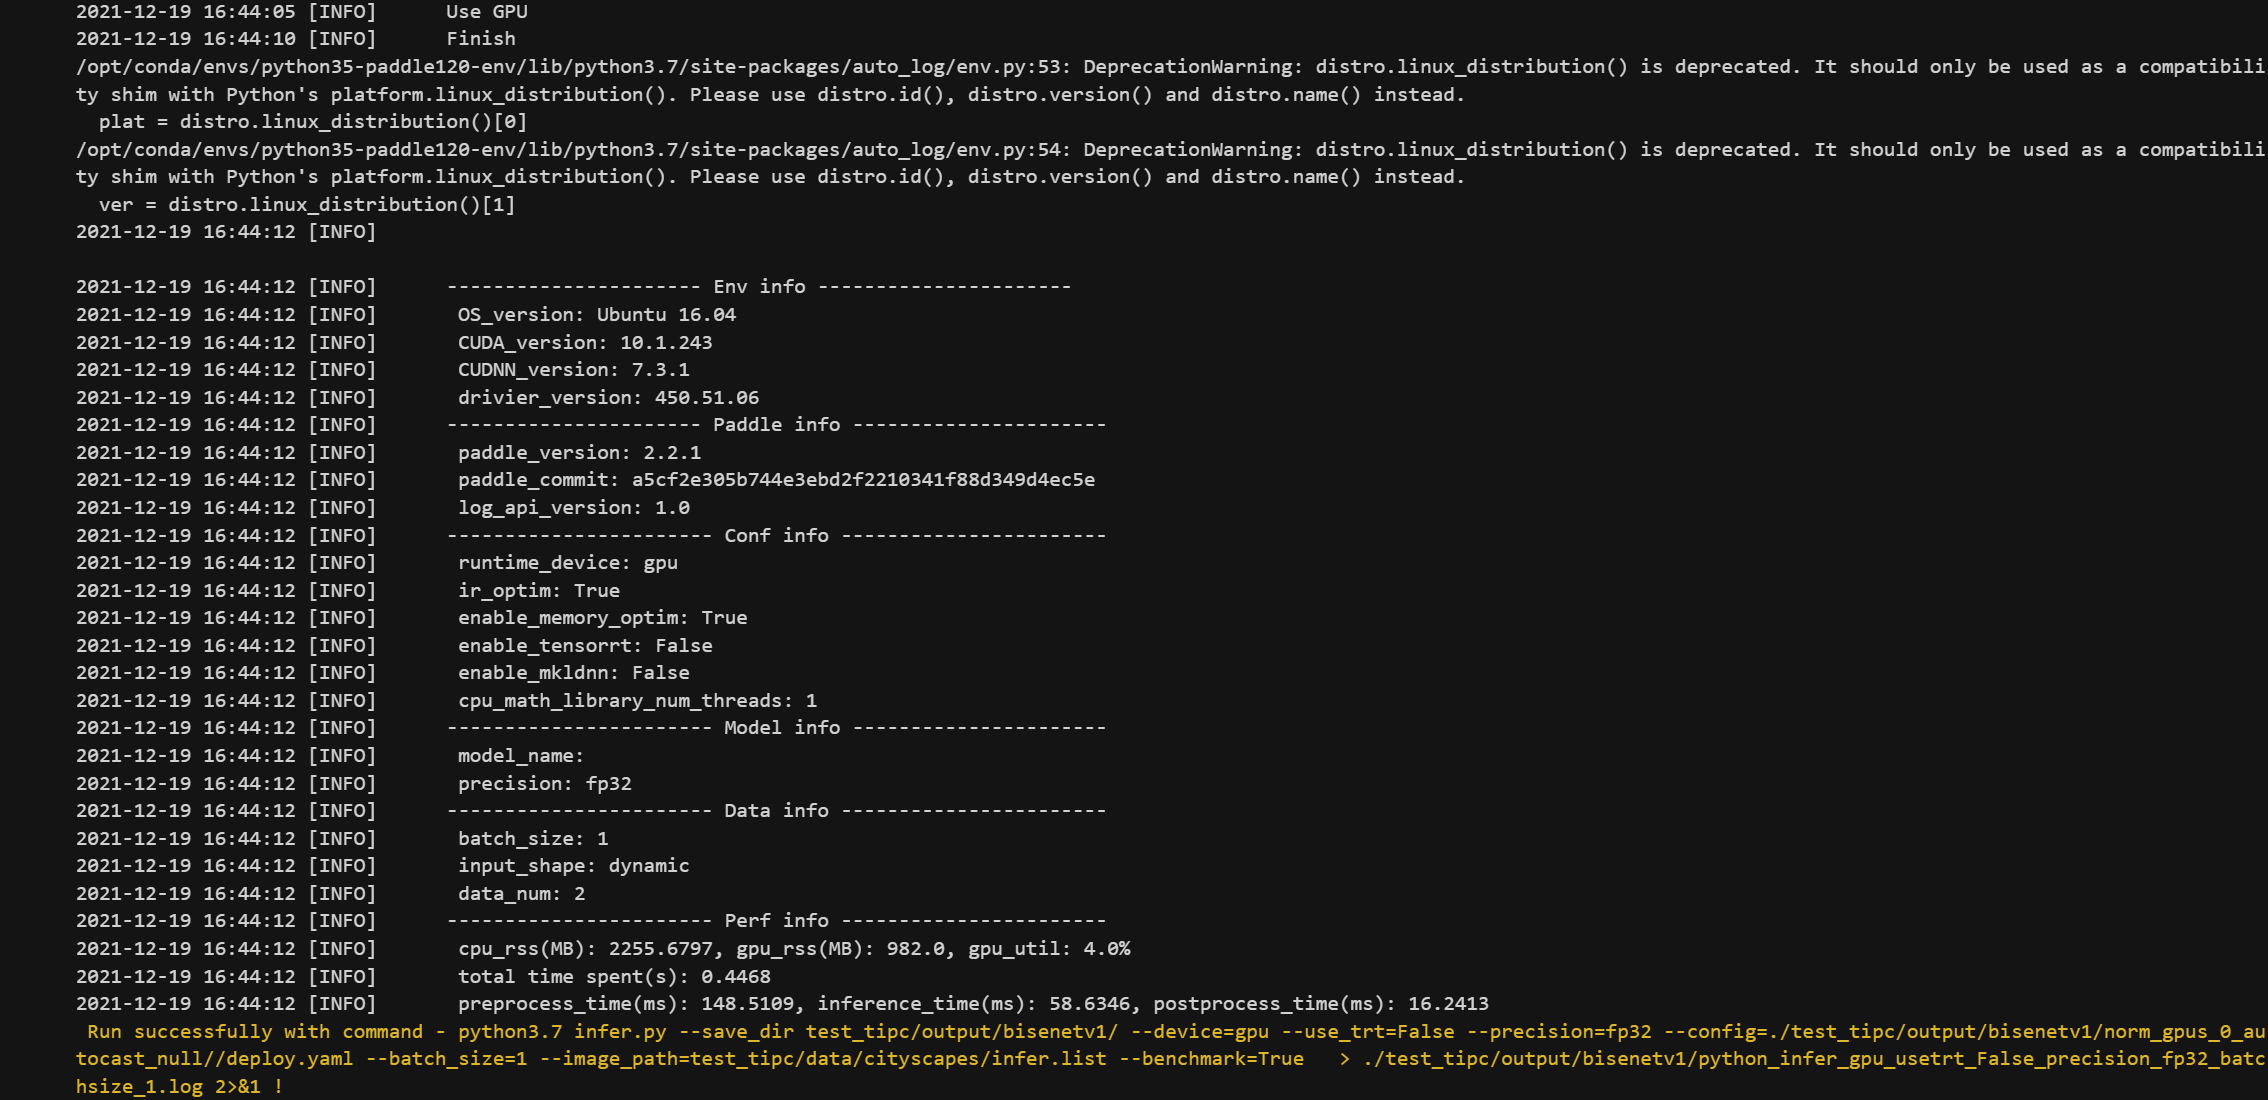 2021-12-19 16:44:05 [INFO]      Use GPU
2021-12-19 16:44:10 [INFO]      Finish
/opt/conda/envs/python35-paddle120-env/lib/python3.7/site-packages/auto_log/env.py:53: DeprecationWarning: distro.linux_distribution() is deprecated. It should only be used as a compatibili
ty shim with Python's platform.linux_distribution(). Please use distro.id(), distro.version() and distro.name() instead.
  plat = distro.linux_distribution()[0]
/opt/conda/envs/python35-paddle120-env/lib/python3.7/site-packages/auto_log/env.py:54: DeprecationWarning: distro.linux_distribution() is deprecated. It should only be used as a compatibili
ty shim with Python's platform.linux_distribution(). Please use distro.id(), distro.version() and distro.name() instead.
  ver = distro.linux_distribution()[1]
2021-12-19 16:44:12 [INFO]
2021-12-19 16:44:12 [INFO]      ---------------------- Env info ----------------------
2021-12-19 16:44:12 [INFO]       OS_version: Ubuntu 16.04
2021-12-19 16:44:12 [INFO]       CUDA_version: 10.1.243
2021-12-19 16:44:12 [INFO]       CUDNN_version: 7.3.1
2021-12-19 16:44:12 [INFO]       drivier_version: 450.51.06
2021-12-19 16:44:12 [INFO]      ---------------------- Paddle info ----------------------
2021-12-19 16:44:12 [INFO]       paddle_version: 2.2.1
2021-12-19 16:44:12 [INFO]       paddle_commit: a5cf2e305b744e3ebd2f2210341f88d349d4ec5e
2021-12-19 16:44:12 [INFO]       log_api_version: 1.0
2021-12-19 16:44:12 [INFO]      ----------------------- Conf info -----------------------
2021-12-19 16:44:12 [INFO]       runtime_device: gpu
2021-12-19 16:44:12 [INFO]       ir_optim: True
2021-12-19 16:44:12 [INFO]       enable_memory_optim: True
2021-12-19 16:44:12 [INFO]       enable_tensorrt: False
2021-12-19 16:44:12 [INFO]       enable_mkldnn: False
2021-12-19 16:44:12 [INFO]       cpu_math_library_num_threads: 1
2021-12-19 16:44:12 [INFO]      ----------------------- Model info ----------------------
2021-12-19 16:44:12 [INFO]       model_name:
2021-12-19 16:44:12 [INFO]       precision: fp32
2021-12-19 16:44:12 [INFO]      ----------------------- Data info -----------------------
2021-12-19 16:44:12 [INFO]       batch_size: 1
2021-12-19 16:44:12 [INFO]       input_shape: dynamic
2021-12-19 16:44:12 [INFO]       data_num: 2
2021-12-19 16:44:12 [INFO]      ----------------------- Perf info -----------------------
2021-12-19 16:44:12 [INFO]       cpu_rss(MB): 2255.6797, gpu_rss(MB): 982.0, gpu_util: 4.0%
2021-12-19 16:44:12 [INFO]       total time spent(s): 0.4468
2021-12-19 16:44:12 [INFO]       preprocess_time(ms): 148.5109, inference_time(ms): 58.6346, postprocess_time(ms): 16.2413
 Run successfully with command - python3.7 infer.py --save_dir test_tipc/output/bisenetv1/ --device=gpu --use_trt=False --precision=fp32 --config=./test_tipc/output/bisenetv1/norm_gpus_0_au
tocast_null//deploy.yaml --batch_size=1 --image_path=test_tipc/data/cityscapes/infer.list --benchmark=True   > ./test_tipc/output/bisenetv1/python_infer_gpu_usetrt_False_precision_fp32_batc
hsize_1.log 2>&1 !